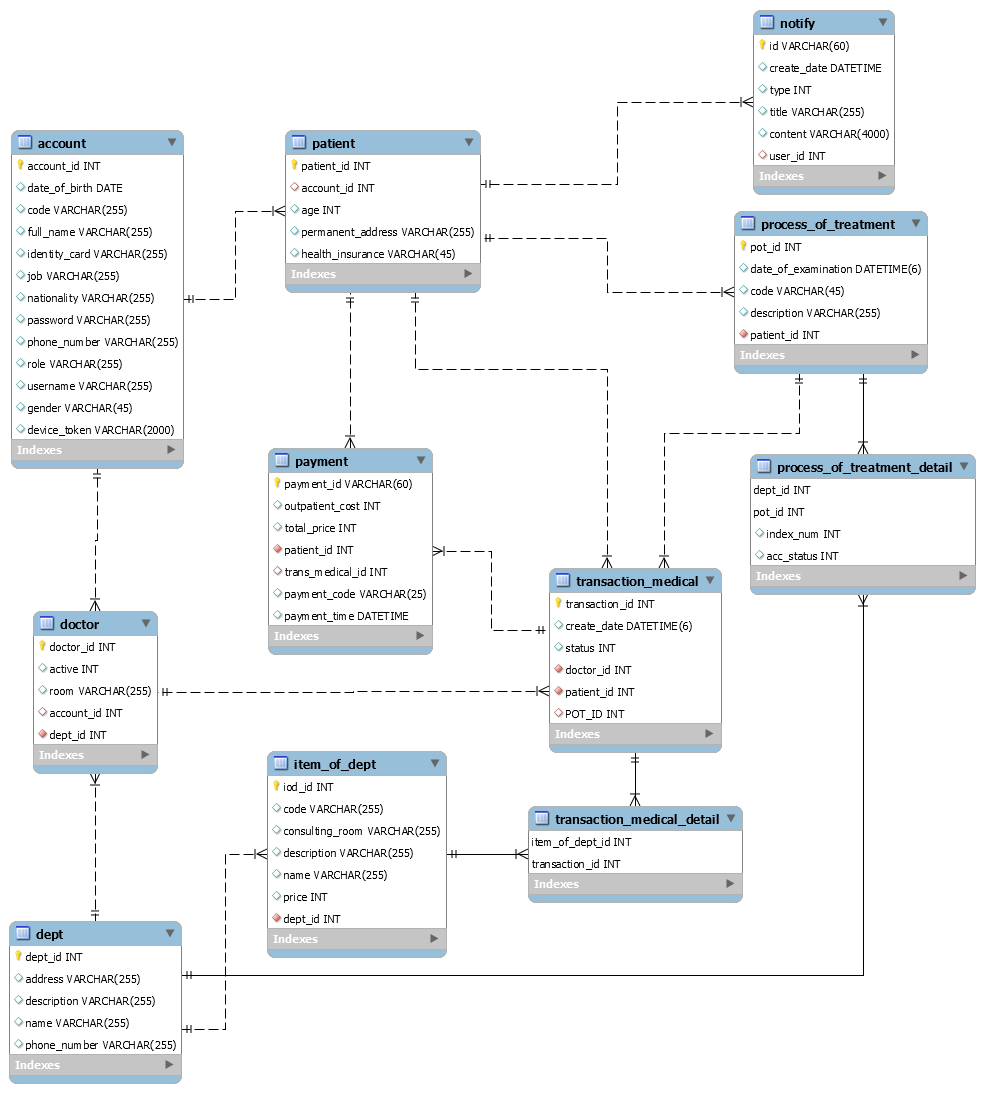 notify
id VARCHAR(60)
create_date DATETIME
type INT
title VARCHAR(255)
content VARCHAR(4000)
user_id INT
Indexes
account
account_id INT
date_of_birth DATE
code VARCHAR(255)
full_name VARCHAR(255)
identity_card VARCHAR(255)
job VARCHAR(255)
nationality VARCHAR(255)
password VARCHAR(255)
phone_number VARCHAR(255)
role VARCHAR(255)
username VARCHAR(255)
gender VARCHAR(45)
device_token VARCHAR(2000)
Indexes
patient
patient_id INT
account_id INT
age INT
permanent_address VARCHAR(255)
health_insurance VARCHAR(45)
Indexes
process_of_treatment
pot_id INT
date_of_examination DATETIME(6)
code VARCHAR(45)
description VARCHAR(255)
patient_id INT
Indexes
payment
payment_id VARCHAR(60)
outpatient_cost INT
total_price INT
patient_id INT
trans_medical_id INT
payment_code VARCHAR(25)
payment_time DATETIME
Indexes
process_of_treatment_detail
dept_id INT
pot_id INT
index_num INT
acc_status INT
Indexes
transaction_medical
transaction_id INT
create_date DATETIME(6)
status INT
doctor_id INT
patient_id INT
POT_ID INT
Indexes
doctor
doctor_id INT
active INT
room VARCHAR(255)
account_id INT
dept_id INT
Indexes
item_of_dept
iod_id INT
code VARCHAR(255)
consulting_room VARCHAR(255)
description VARCHAR(255)
name VARCHAR(255)
price INT
dept_id INT
Indexes
transaction_medical_detail
item_of_dept_id INT
transaction_id INT
Indexes
dept
dept_id INT
address VARCHAR(255)
description VARCHAR(255)
name VARCHAR(255)
phone_number VARCHAR(255)
Indexes